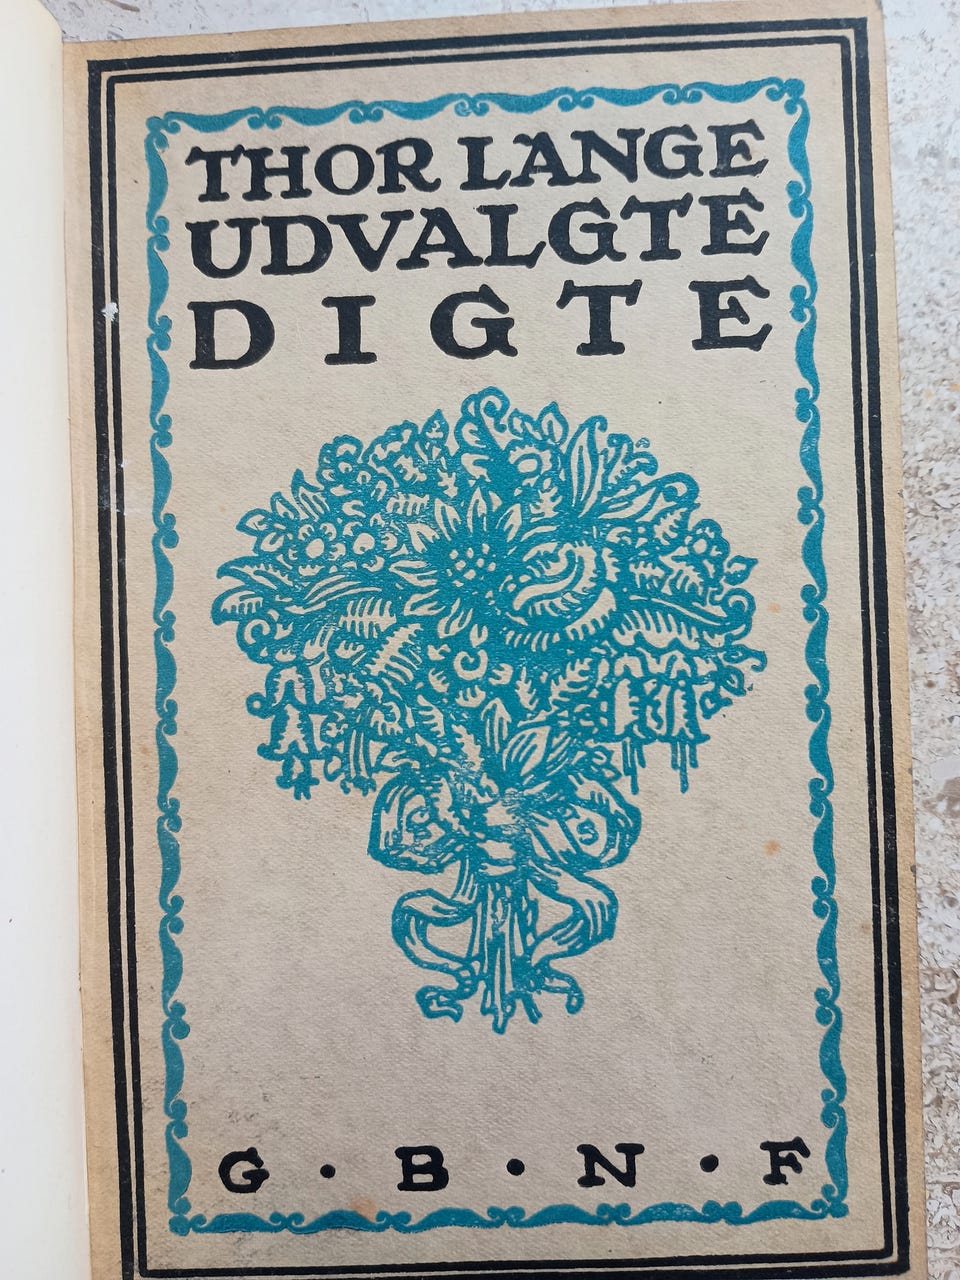 THOR LANGE
UDVALGTE
DIGTE
G · B · N · F